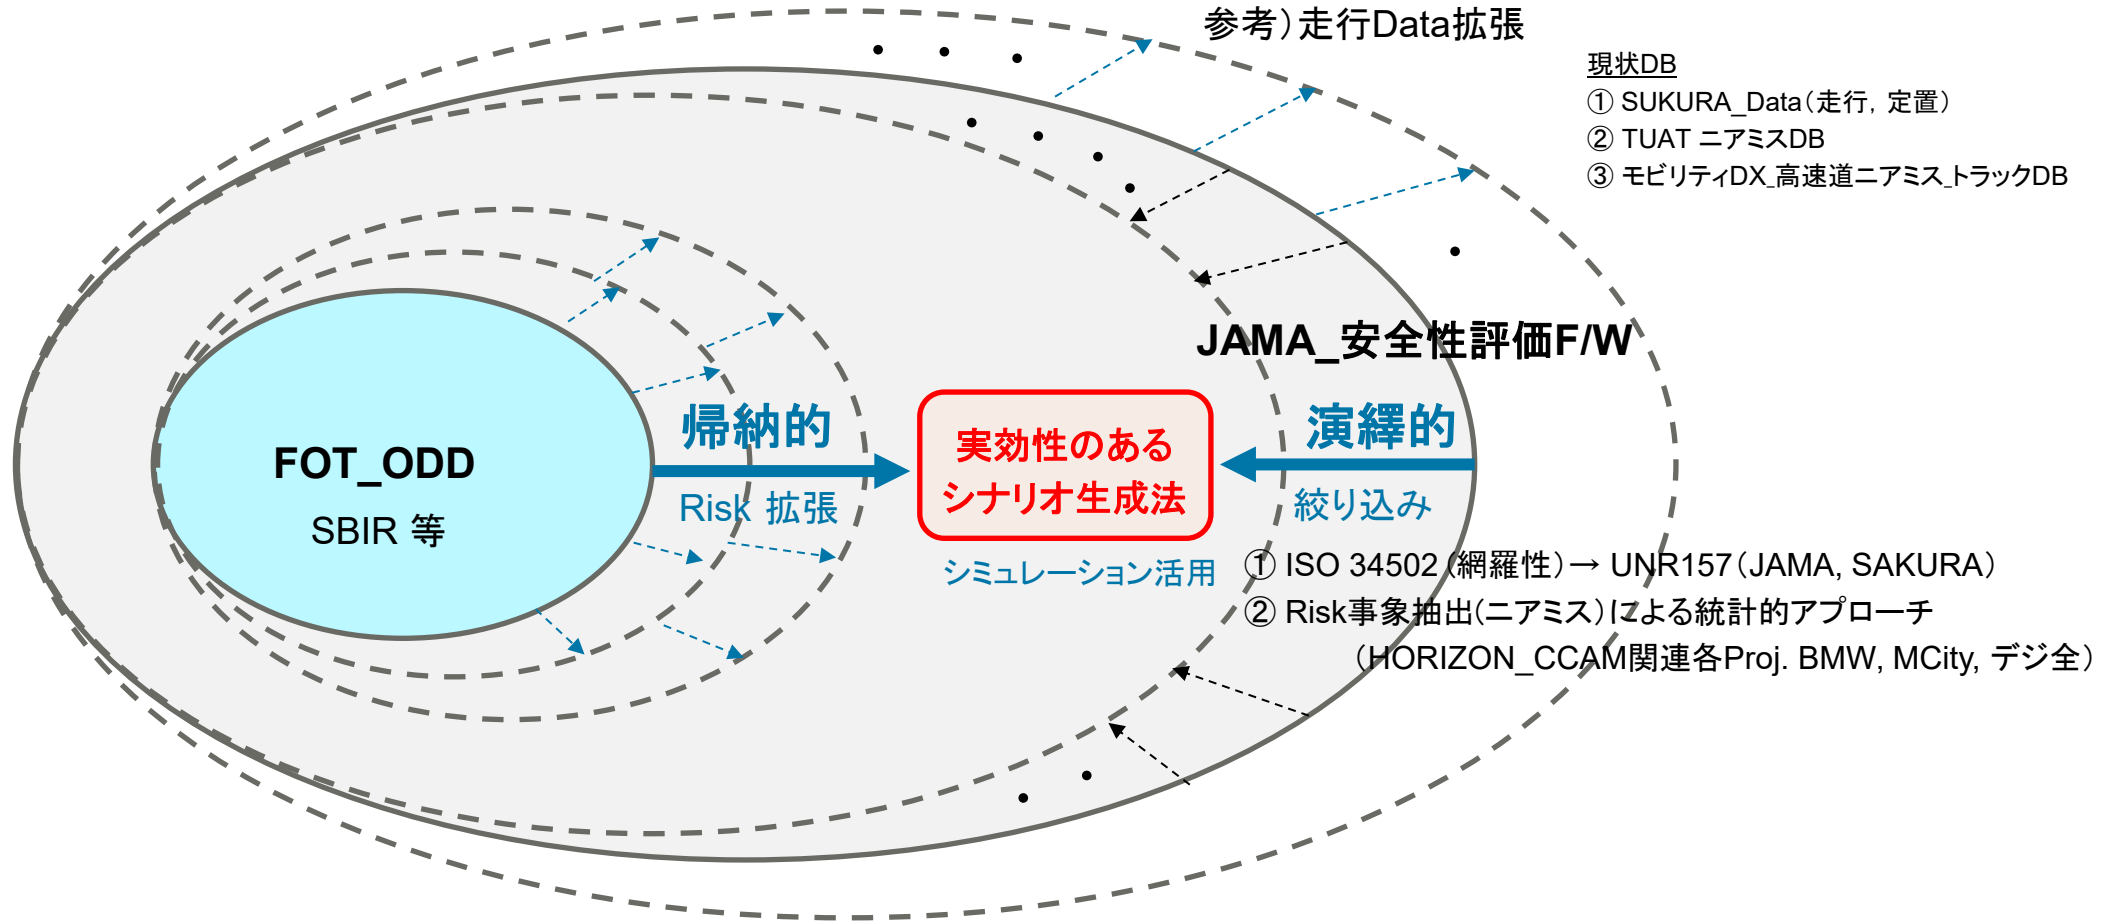 参考）走行Data拡張
現状DB
① SUKURA_Data（走行，定置）
② TUAT ニアミスDB
③ モビリティDX_高速道ニアミス_トラックDB
JAMA_安全性評価F/W
帰納的
Risk 拡張
実効性のある
シナリオ生成法
シミュレーション活用
演繹的
絞り込み
FOT_ODD
SBIR 等
① ISO 34502（網羅性）→ UNR157（JAMA, SAKURA）
② Risk事象抽出（ニアミス）による統計的アプローチ
（HORIZON_CCAM関連各Proj. BMW, MCity, デジ全）